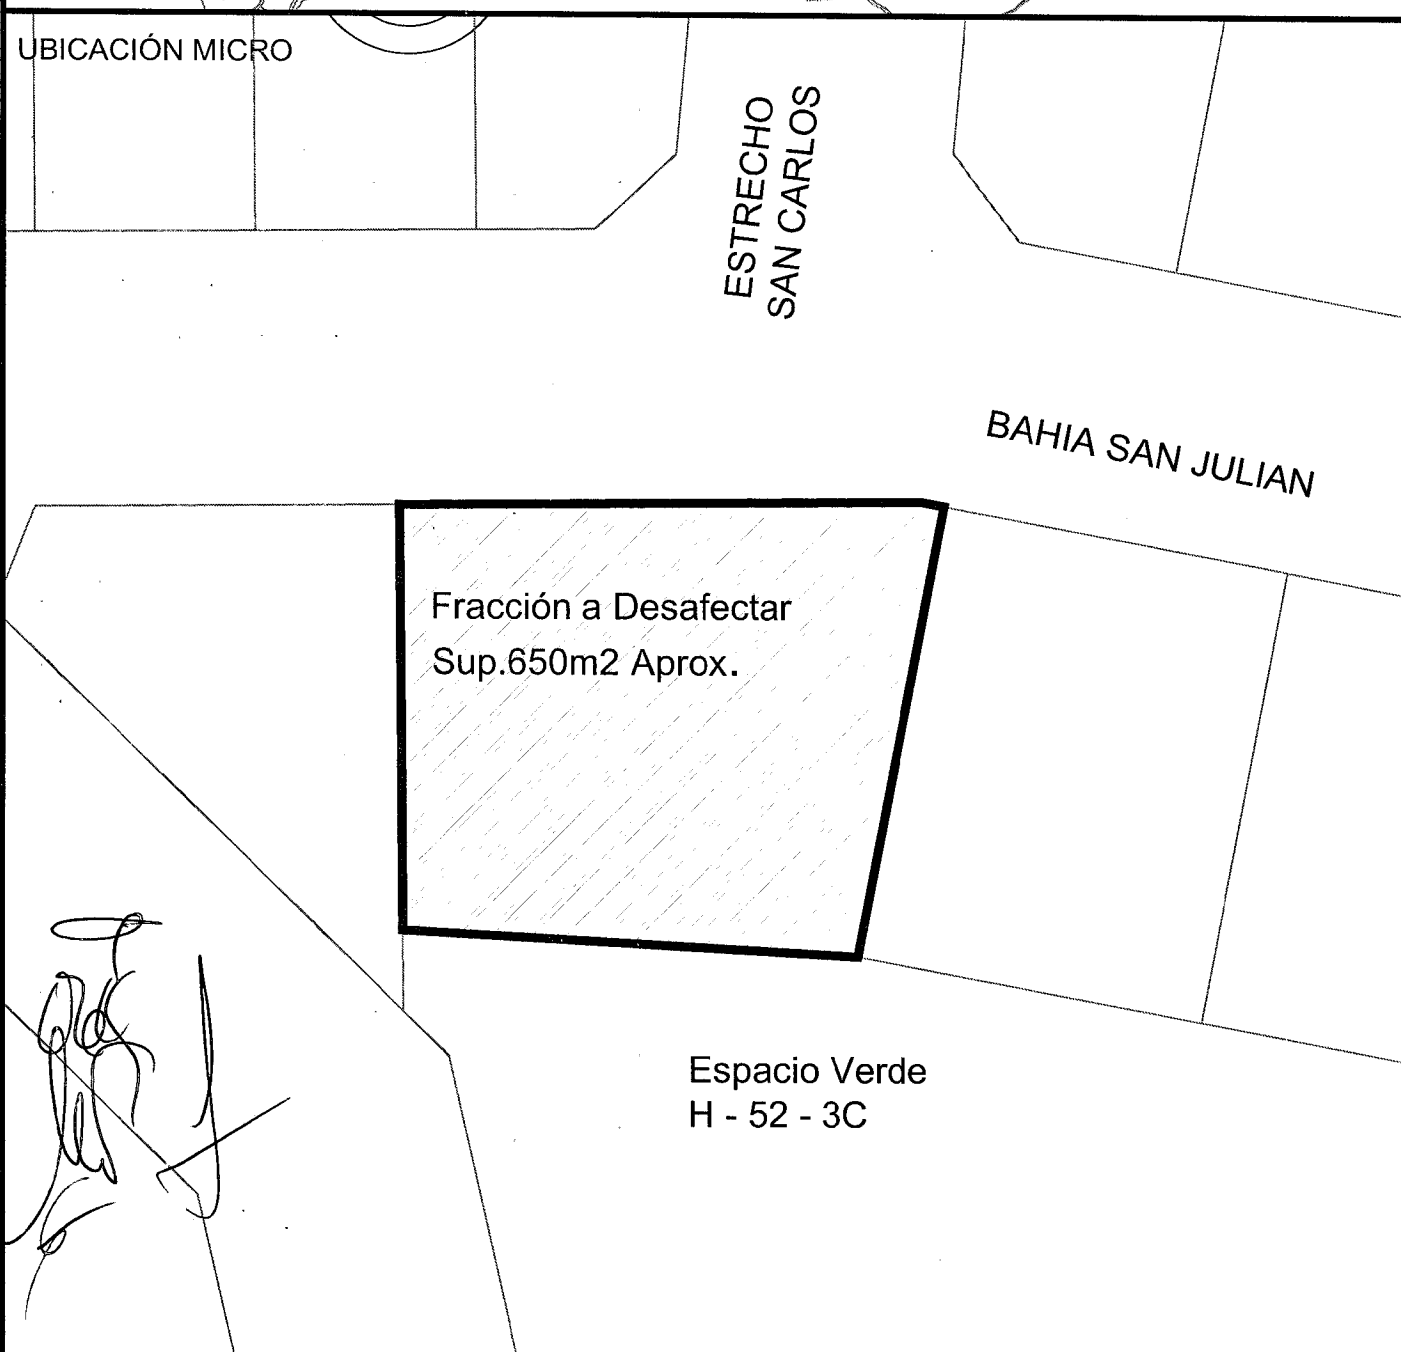 UBICACIÓN MICRO
ESTRECHO
SAN CARLOS
BAHIA SAN JULIAN
Fracción a Desafectar
Sup.650m2 Aprox.
Espacio Verde
H - 52 - 3C